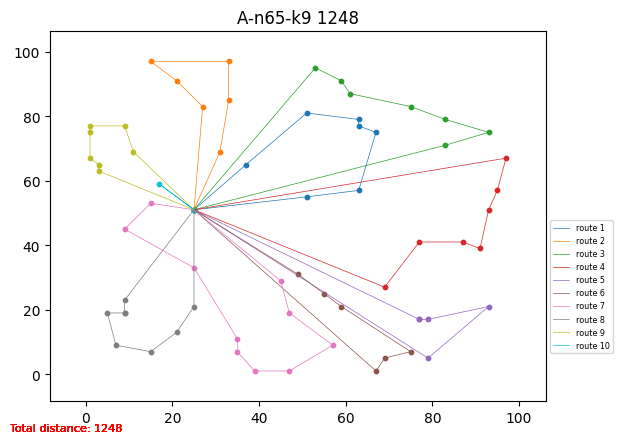 A-n65-k9 1248
100
80
60
40
20
0
0 20 40 60 80 100
route 1
route 2
route 3
route 4
route 5
route 6
route 7
route 8
route 9
route 10
Total distance: 1248